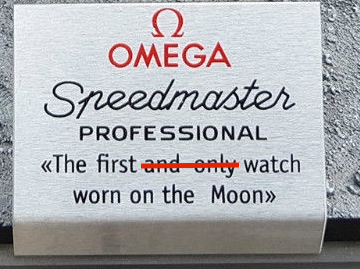 Ω
OMEGA
Speedmaster
PROFESSIONAL
«The first and only watch
worn on the Moon»